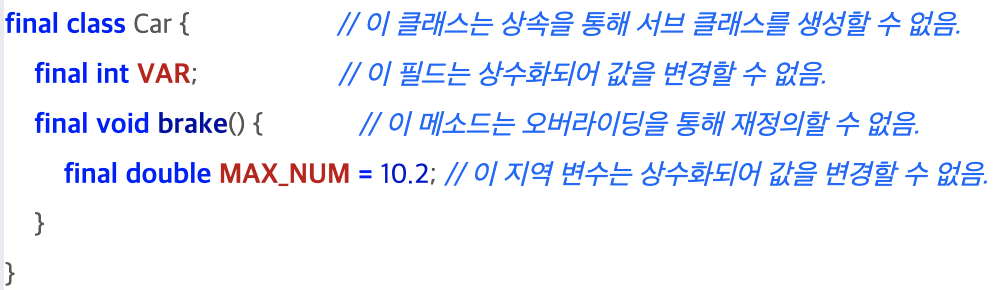 final class Car { // 이 클래스는 상속을 통해 서브 클래스를 생성할 수 없음.
final int VAR; // 이 필드는 상수화되어 값을 변경할 수 없음.
final void brake() { // 이 메소드는 오버라이딩을 통해 재정의할 수 없음.
final double MAX_NUM = 10.2; // 이 지역 변수는 상수화되어 값을 변경할 수 없음.
}
}